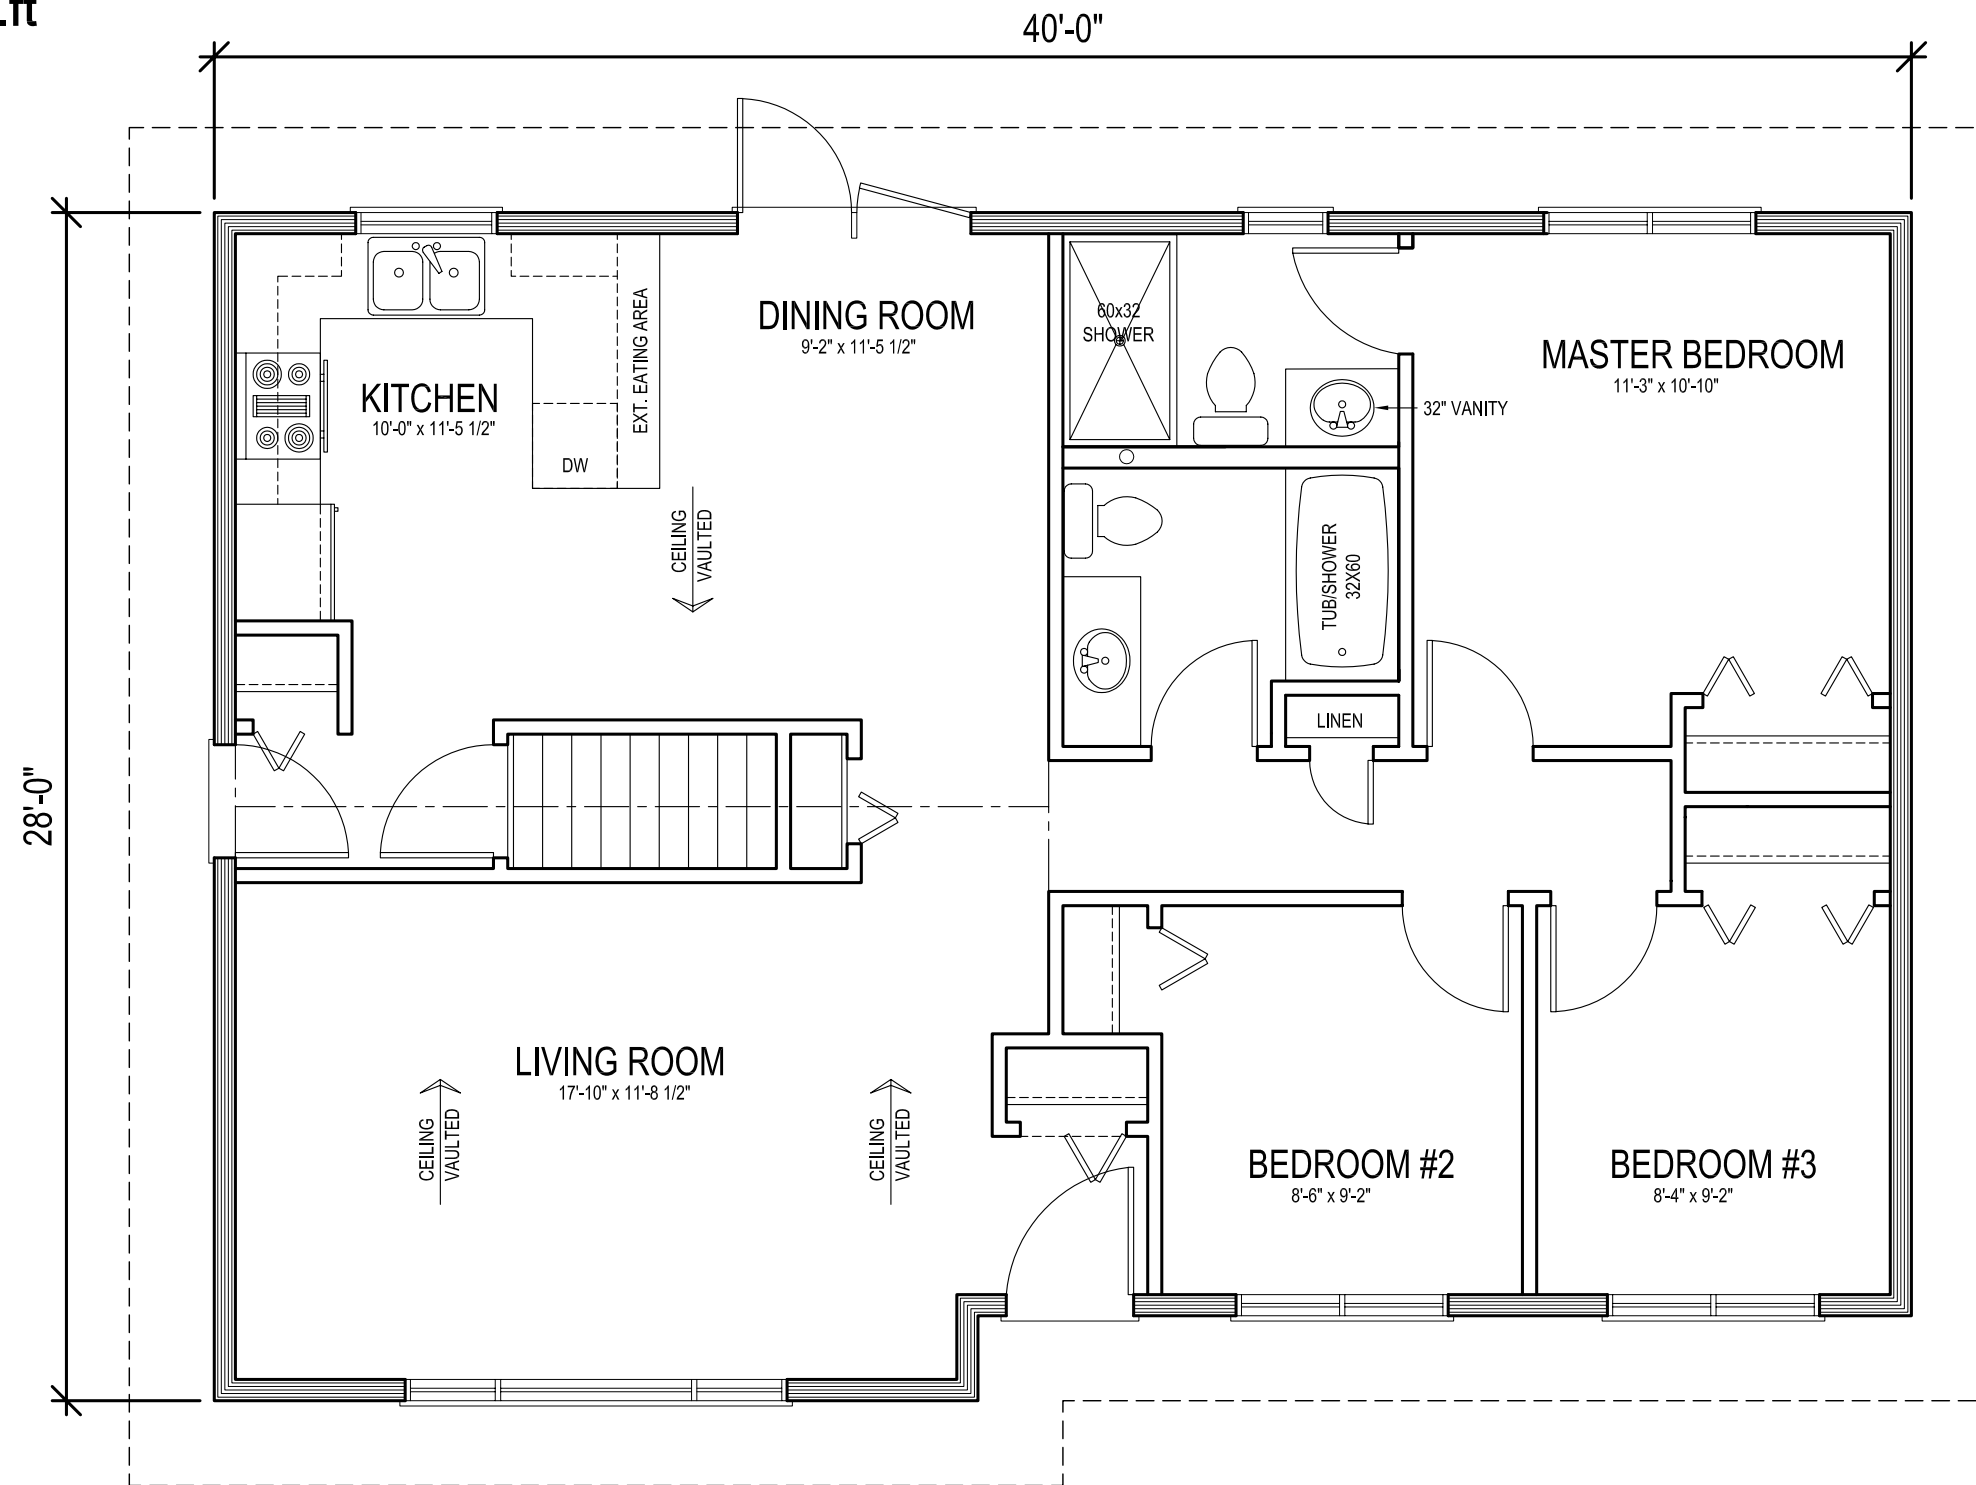 .ft
40'-0"
28'-0"
DINING ROOM
9'-2" x 11'-5 1/2"
KITCHEN
10'-0" x 11'-5 1/2"
EXT. EATING AREA
DW
60x32
SHOWER
MASTER BEDROOM
11'-3" x 10'-10"
32" VANITY
CEILING
VAULTED
TUB/SHOWER
32X60
LINEN
LIVING ROOM
17'-10" x 11'-8 1/2"
CEILING
VAULTED
CEILING
VAULTED
BEDROOM #2
8'-6" x 9'-2"
BEDROOM #3
8'-4" x 9'-2"